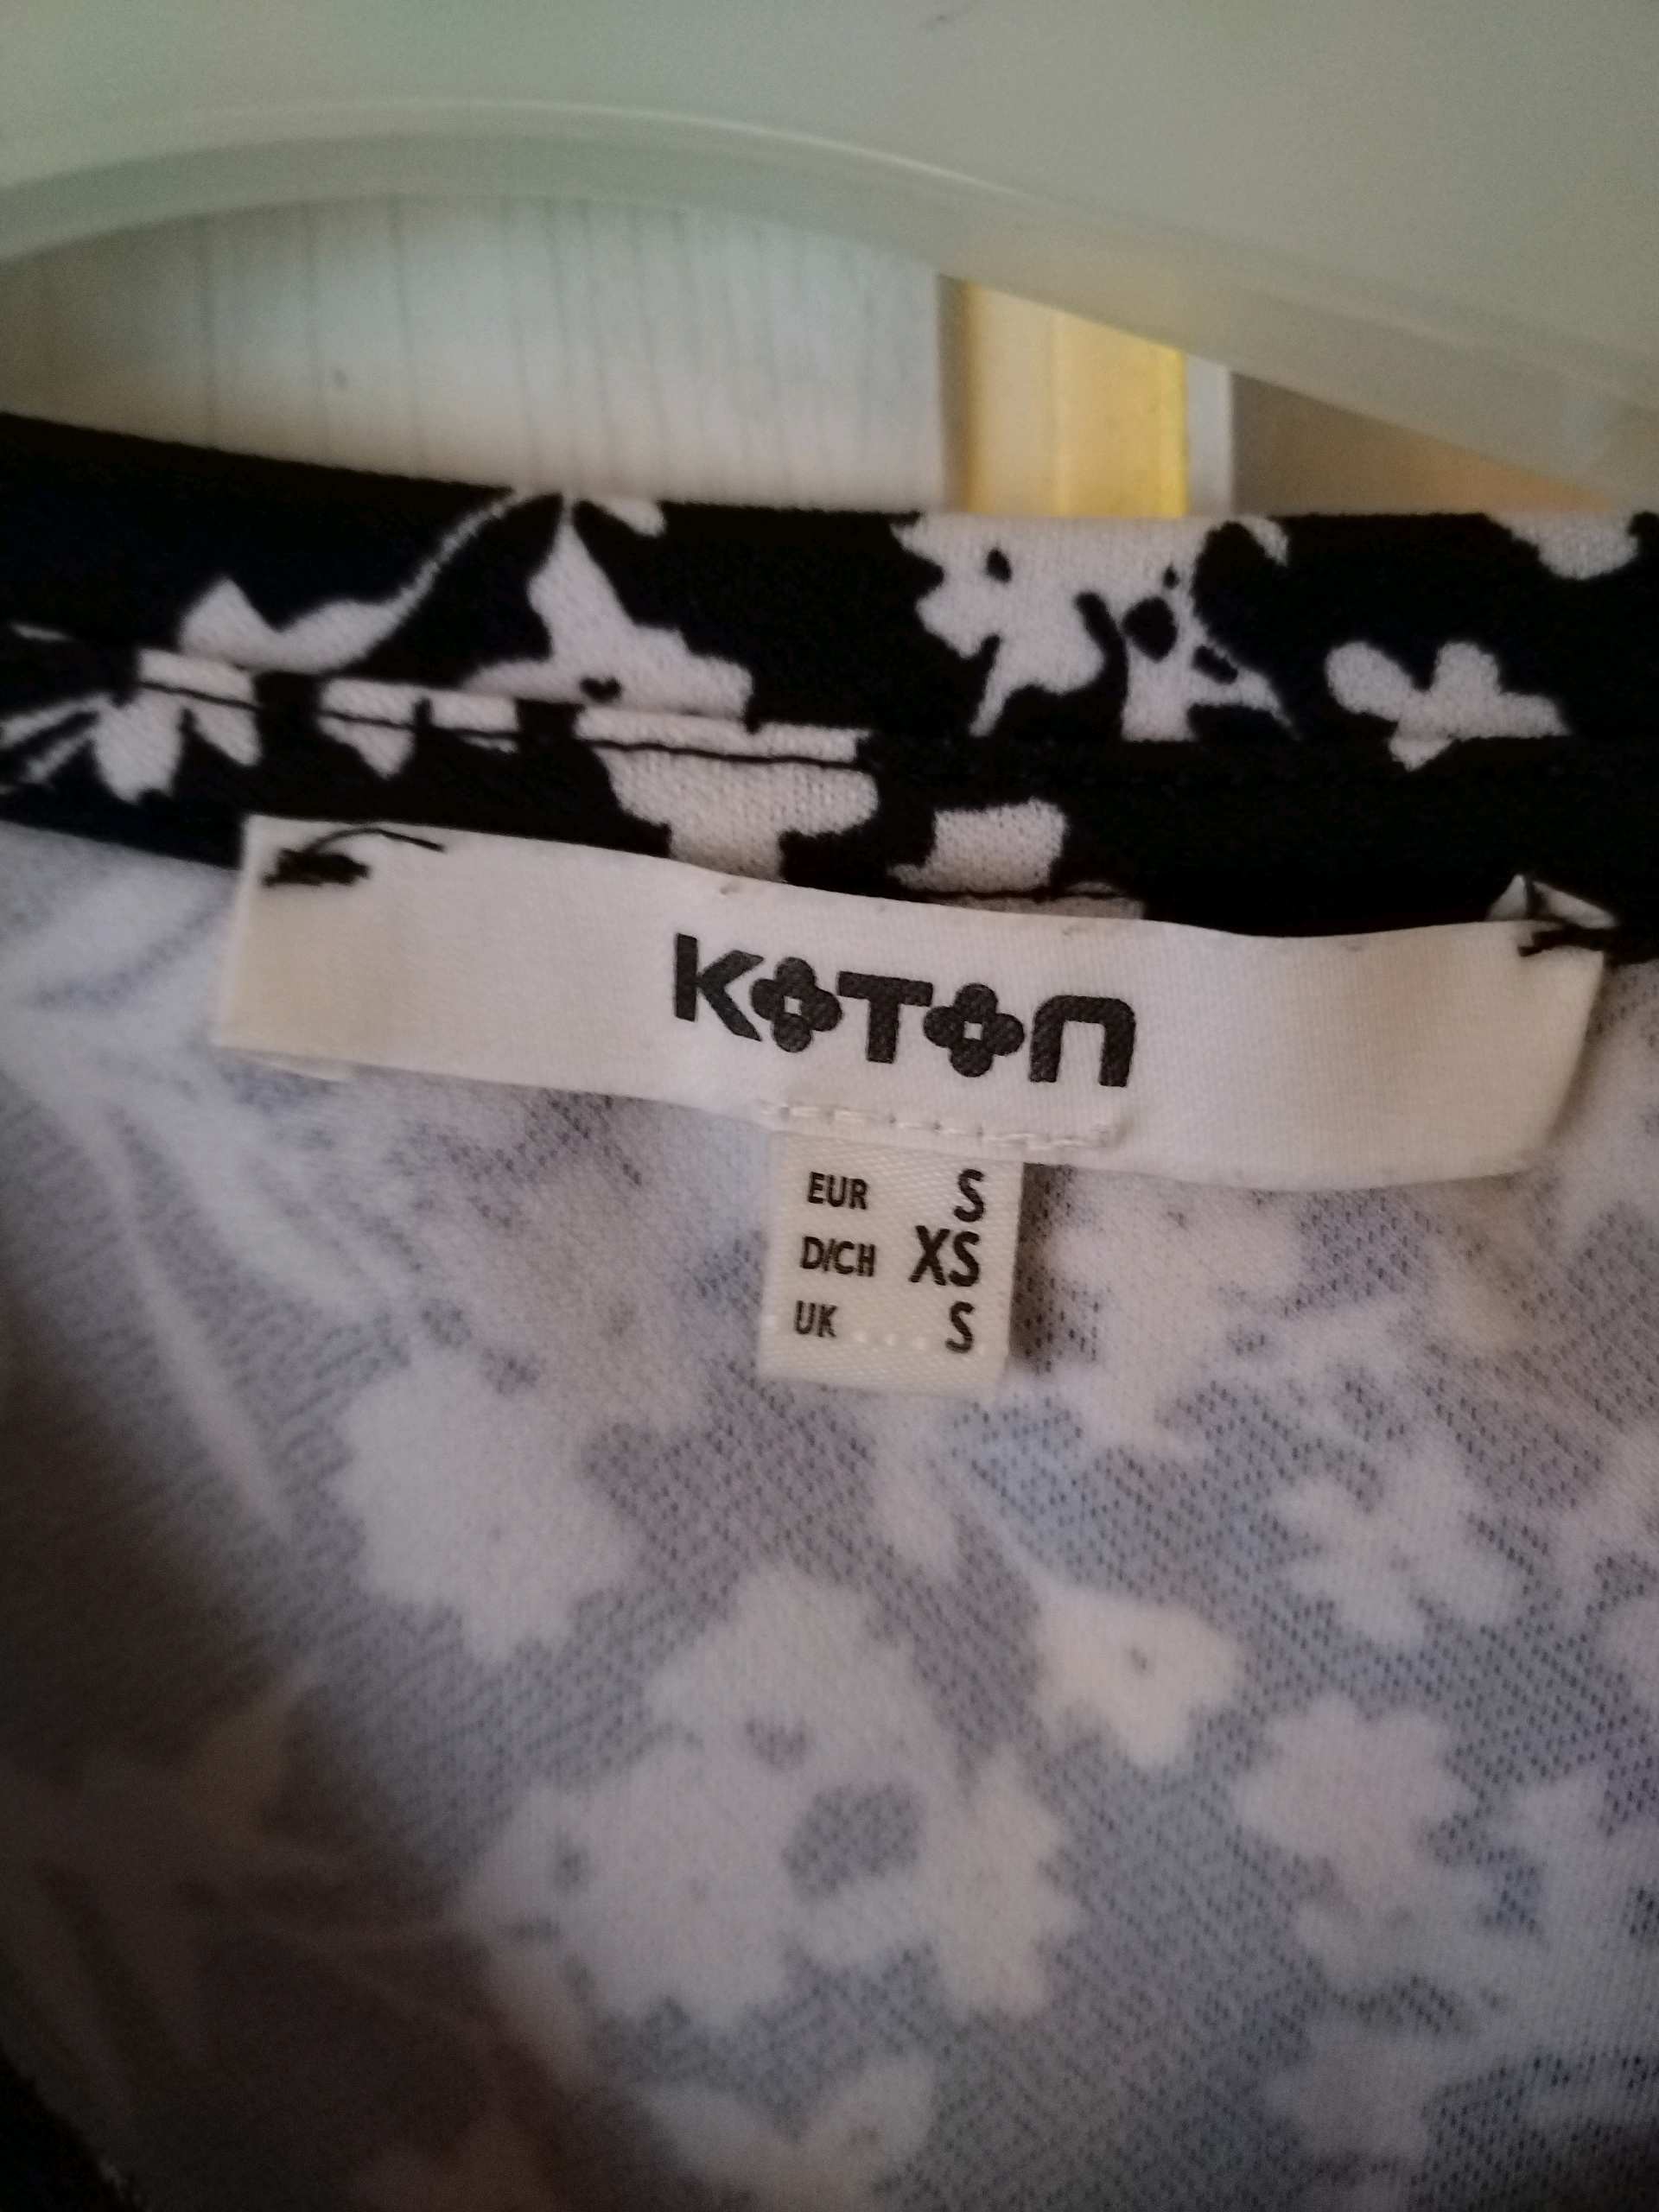 KOTON
EUR S
D/CH XS
UK S